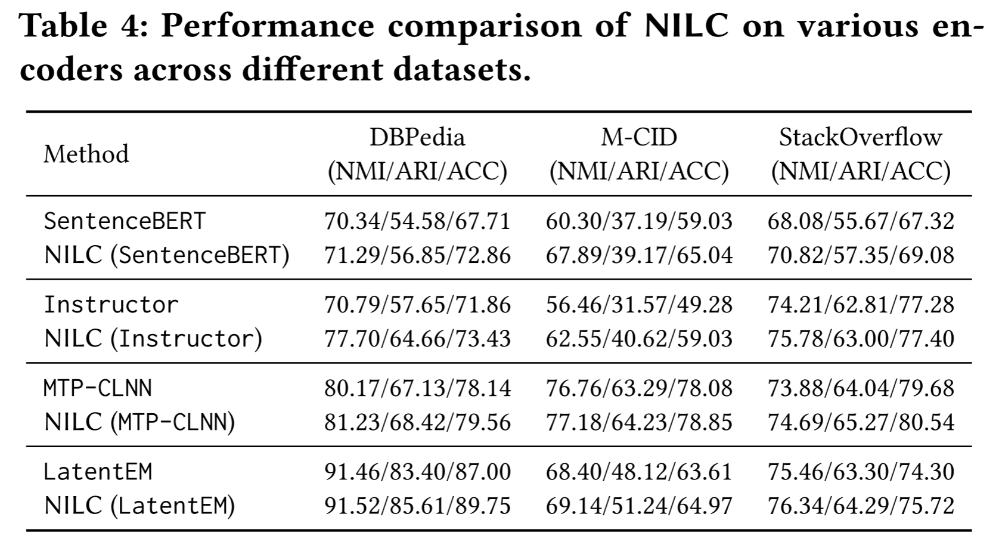 Table 4: Performance comparison of NILC on various en-
coders across different datasets.
Method DBPedia M-CID StackOverflow
(NMI/ARI/ACC) (NMI/ARI/ACC) (NMI/ARI/ACC)
SentenceBERT 70.34/54.58/67.71 60.30/37.19/59.03 68.08/55.67/67.32
NILC (SentenceBERT) 71.29/56.85/72.86 67.89/39.17/65.04 70.82/57.35/69.08
Instructor 70.79/57.65/71.86 56.46/31.57/49.28 74.21/62.81/77.28
NILC (Instructor) 77.70/64.66/73.43 62.55/40.62/59.03 75.78/63.00/77.40
MTP-CLNN 80.17/67.13/78.14 76.76/63.29/78.08 73.88/64.04/79.68
NILC (MTP-CLNN) 81.23/68.42/79.56 77.18/64.23/78.85 74.69/65.27/80.54
LatentEM 91.46/83.40/87.00 68.40/48.12/63.61 75.46/63.30/74.30
NILC (LatentEM) 91.52/85.61/89.75 69.14/51.24/64.97 76.34/64.29/75.72